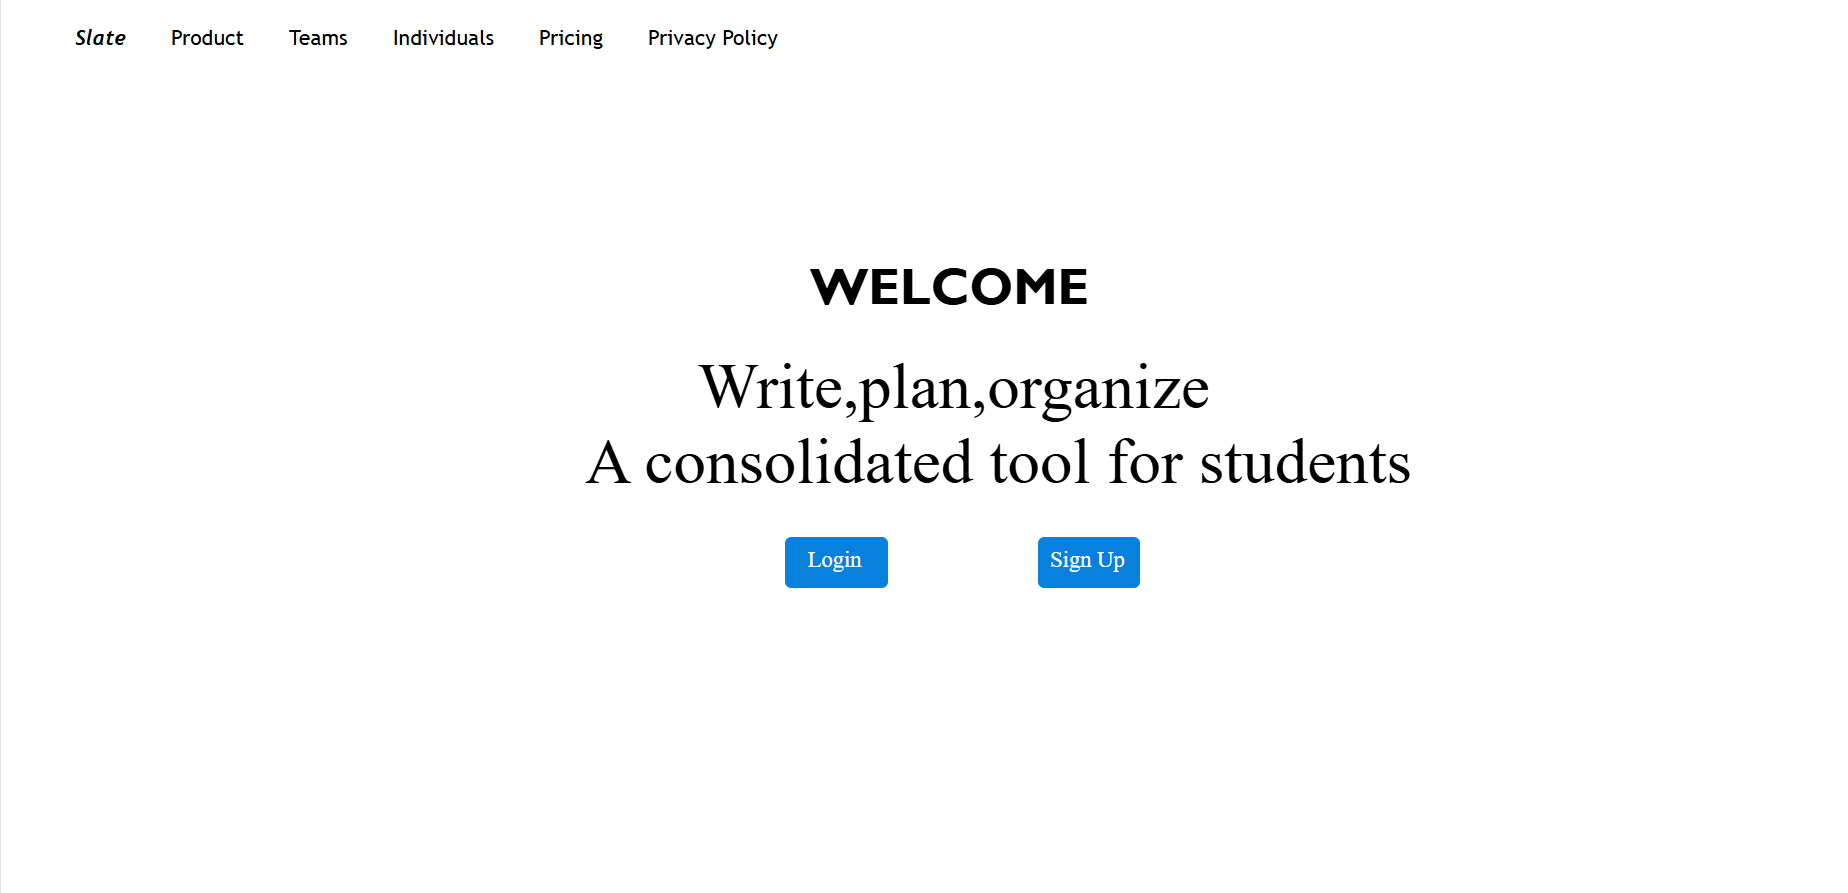 Slate Product Teams Individuals Pricing Privacy Policy
WELCOME
Write,plan,organize
A consolidated tool for students
Login Sign Up